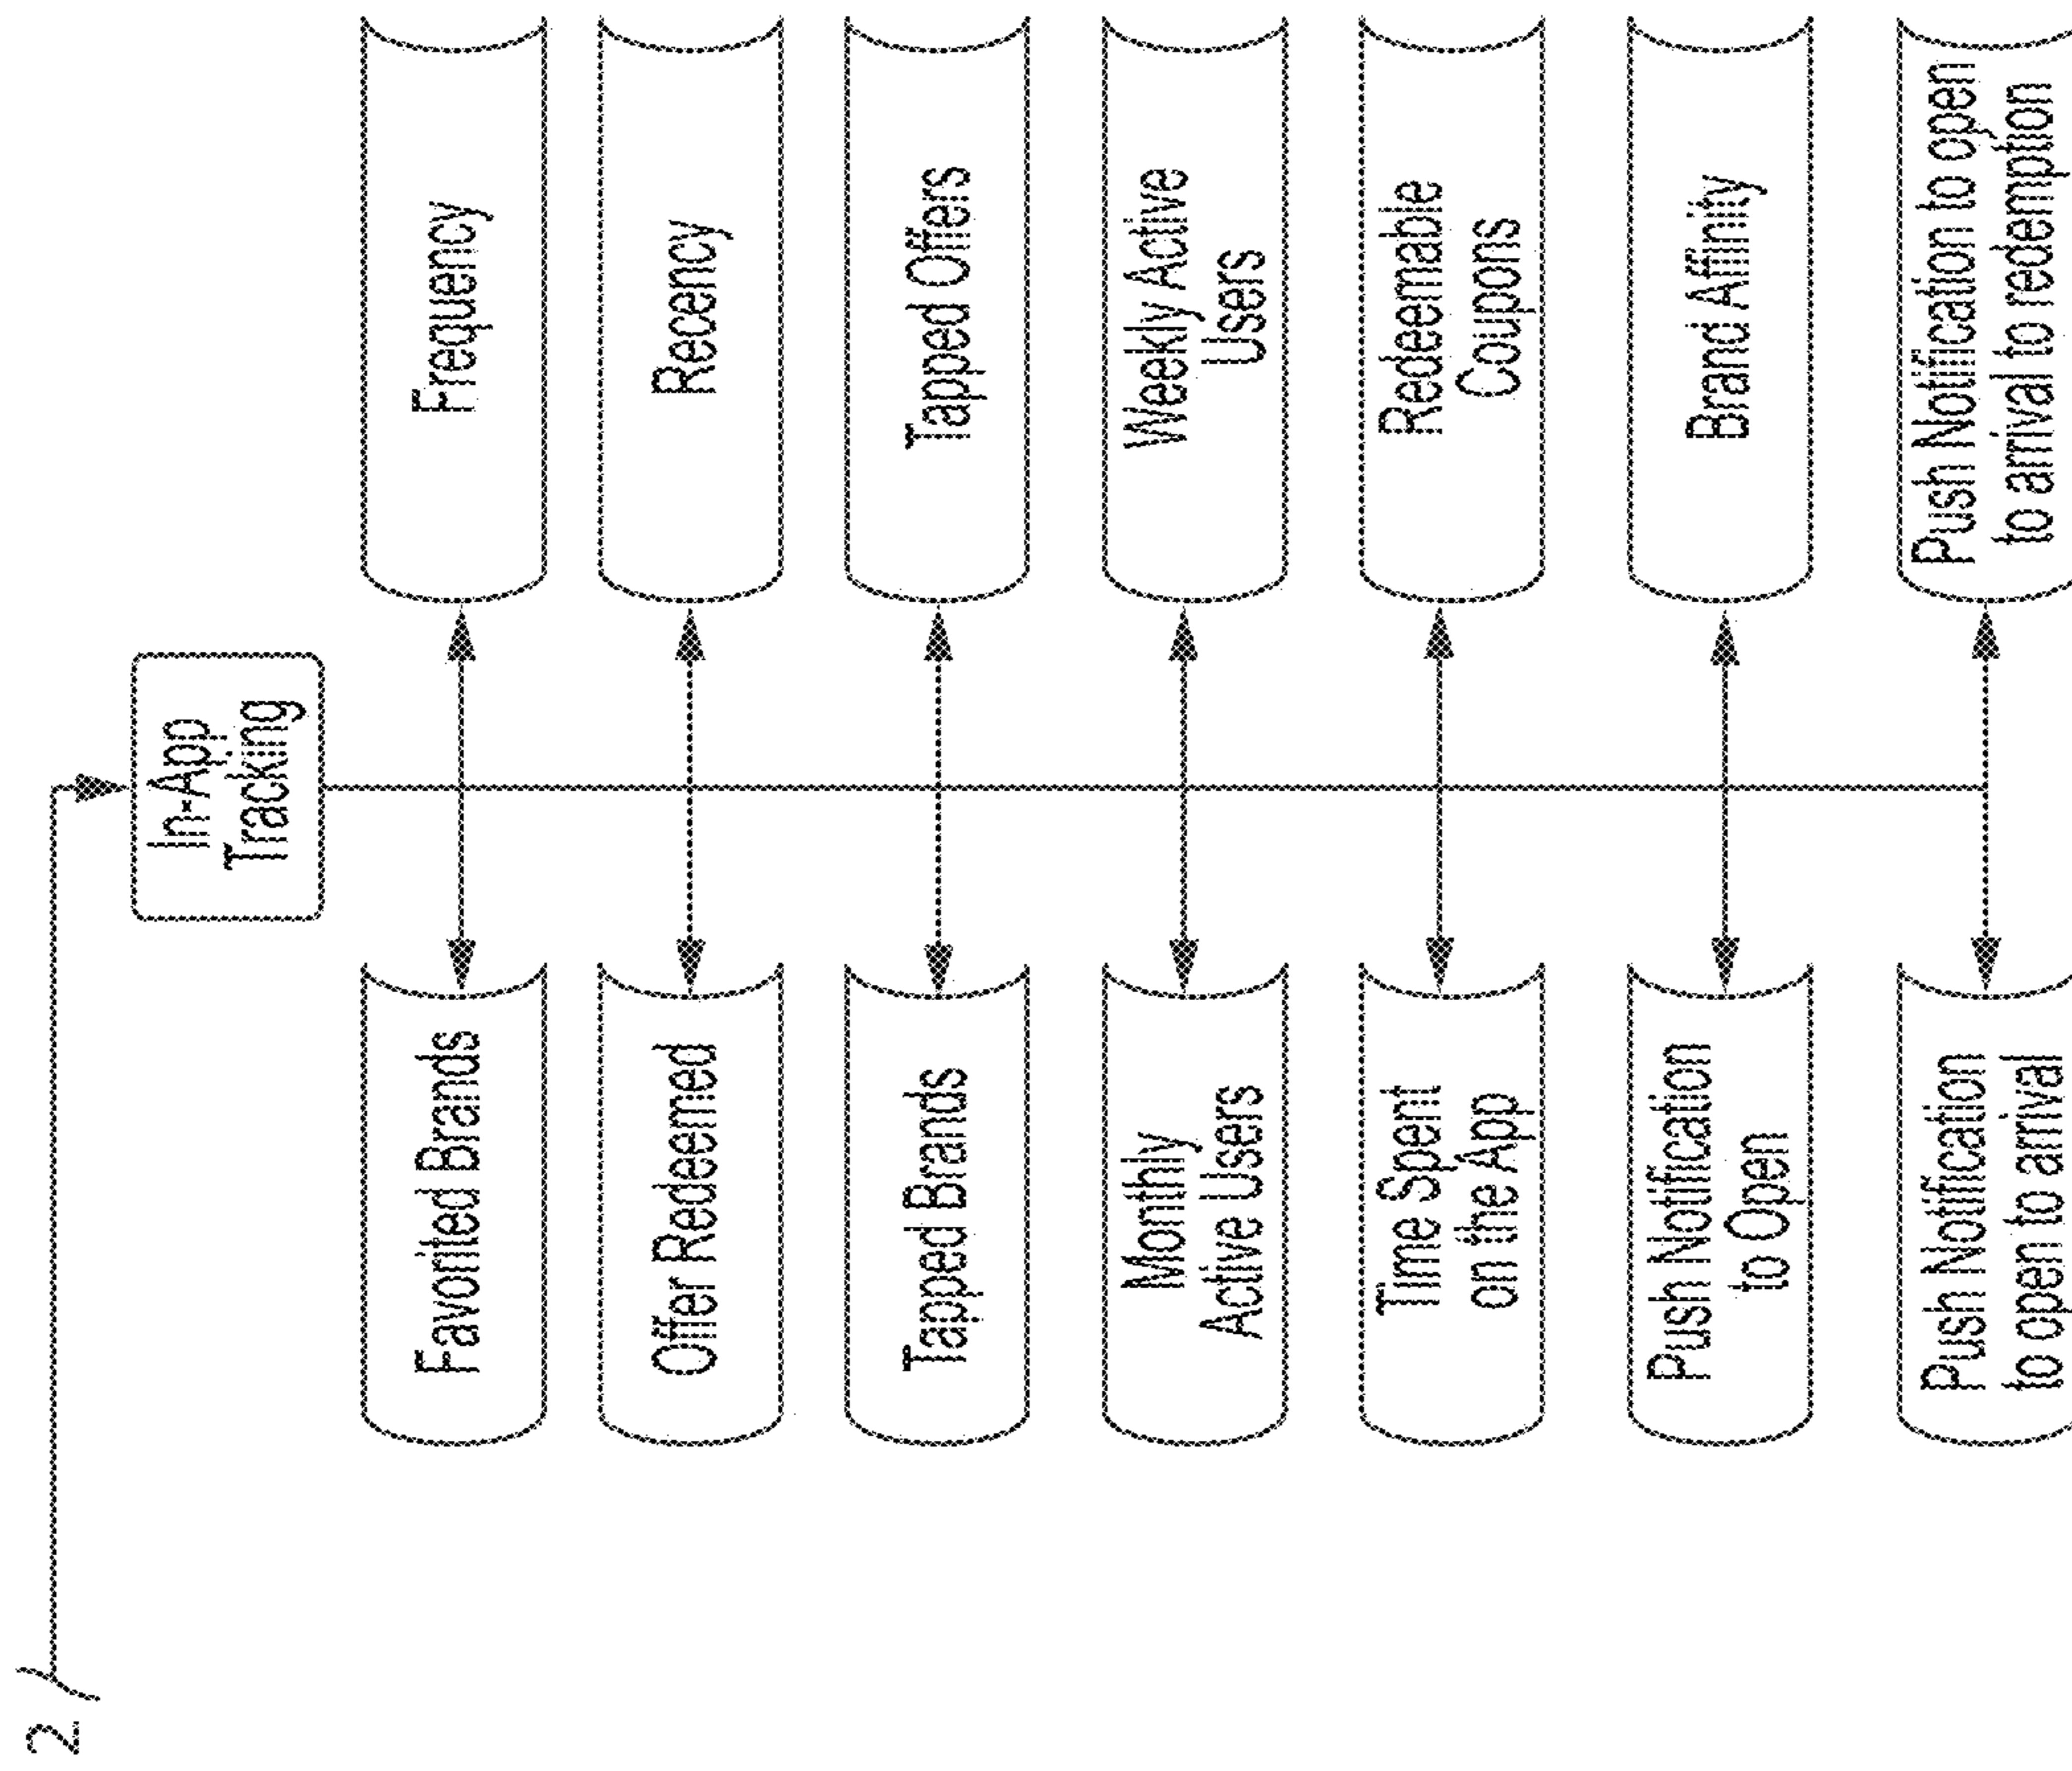 2
In-App
Tracking
Favorited Brands
Frequency
Offer Redeemed
Recency
Tapped Brands
Tapped Offers
Monthly
Active Users
Weekly Active
Users
Time Spent
on the App
Redeemable
Coupons
Push Notification
to Open
Brand Affinity
Push Notification
to open to arrival
Push Notification to open
to arrival to redemption